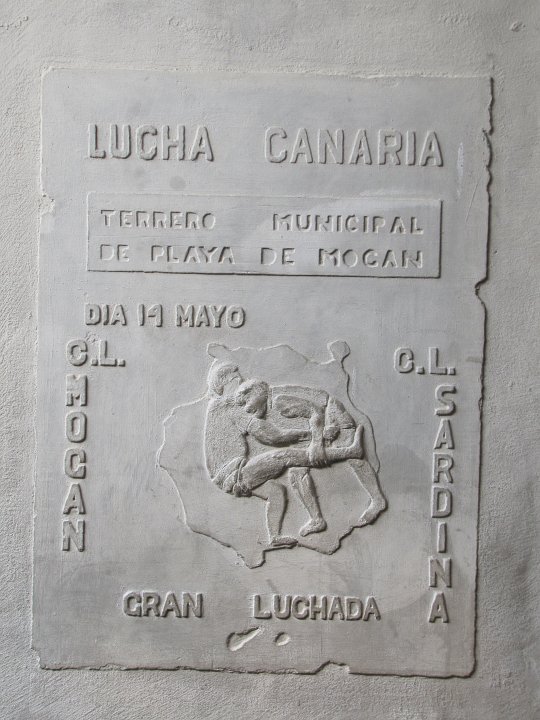 LUCHA CANARIA
TERRERO MUNICIPAL
DE PLAYA DE MOGAN
DIA 14 MAYO
C.L. MOGAN
C.L. SARDINA
GRAN LUCHADA